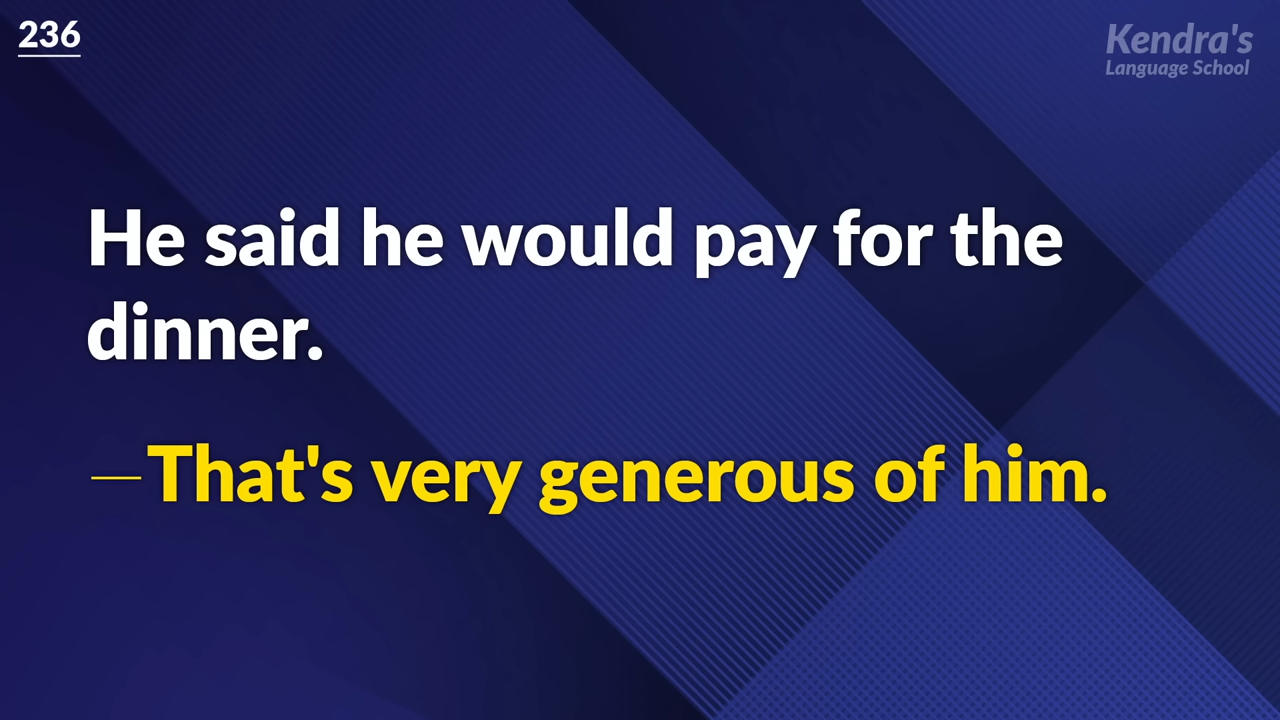 236
Kendra's
Language School
He said he would pay for the
dinner.
—That's very generous of him.